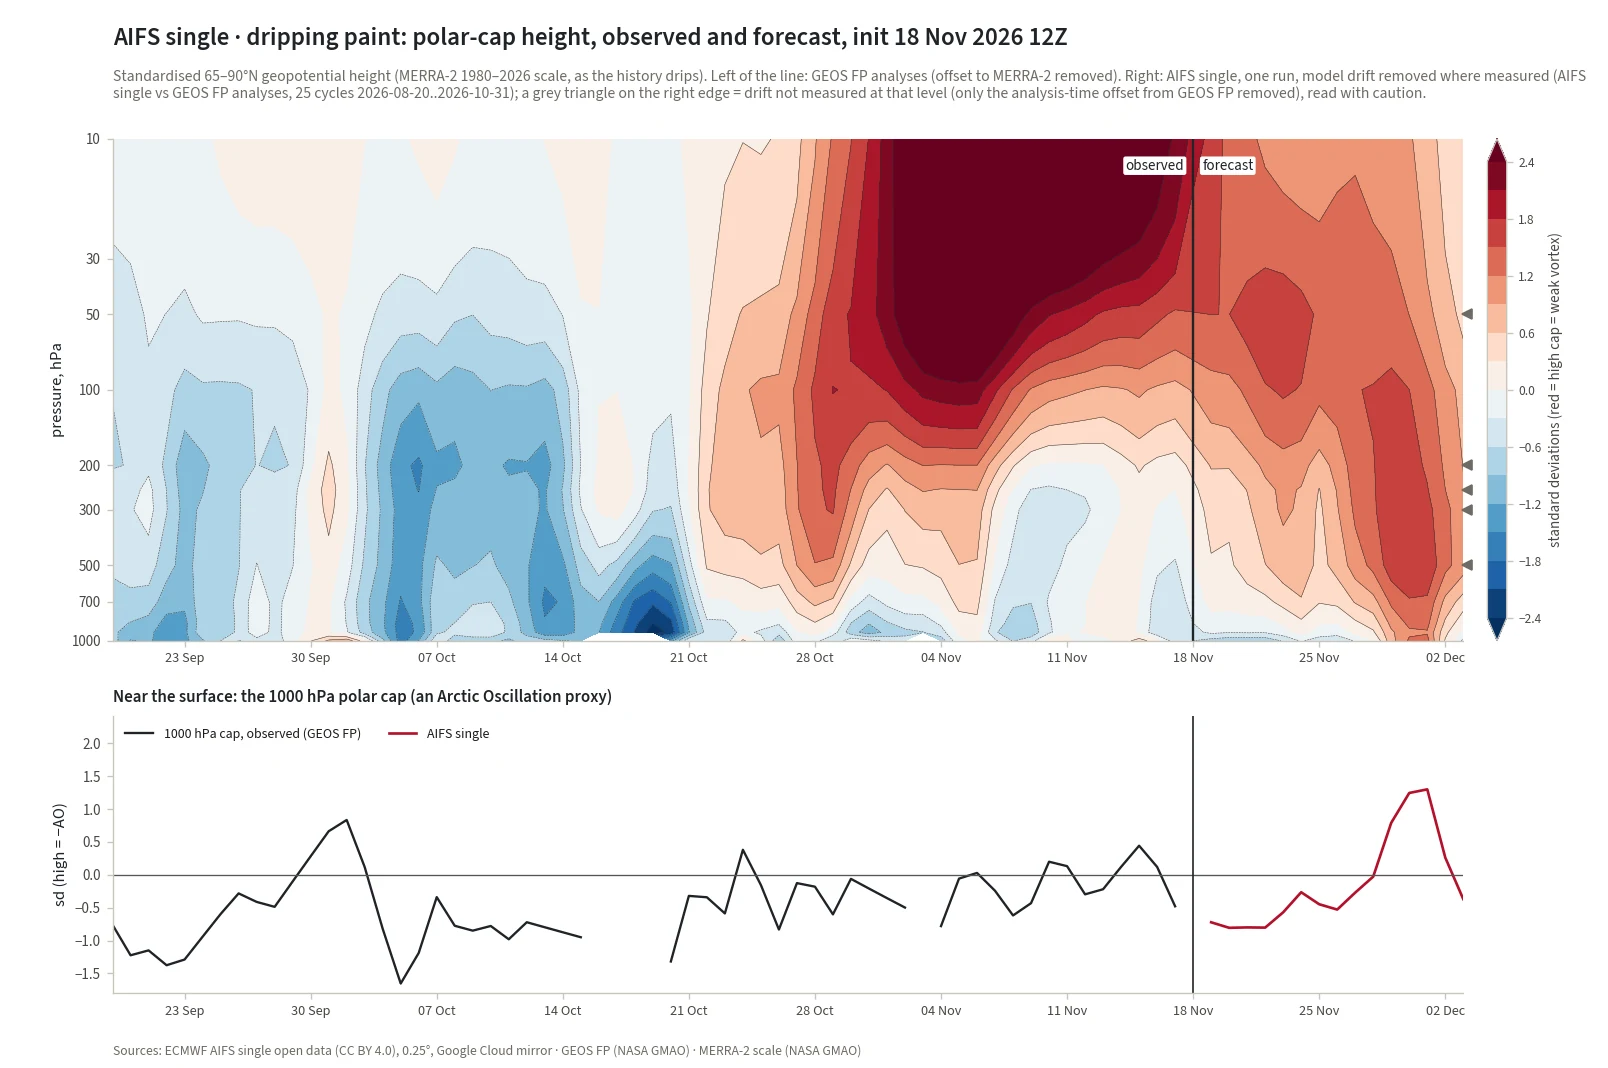 AIFS single · dripping paint: polar-cap height, observed and forecast, init 18 Nov 2026 12Z
Standardised 65–90°N geopotential height (MERRA-2 1980–2026 scale, as the history drips). Left of the line: GEOS FP analyses (offset to MERRA-2 removed). Right: AIFS single, one run, model drift removed where measured (AIFS
single vs GEOS FP analyses, 25 cycles 2026-08-20..2026-10-31); a grey triangle on the right edge = drift not measured at that level (only the analysis-time offset from GEOS FP removed), read with caution.
10
30
50
100
200
300
500
700
1000
pressure, hPa
observed
forecast
23 Sep
30 Sep
07 Oct
14 Oct
21 Oct
28 Oct
04 Nov
11 Nov
18 Nov
25 Nov
02 Dec
2.4
1.8
1.2
0.6
0.0
−0.6
−1.2
−1.8
−2.4
standard deviations (red = high cap = weak vortex)
Near the surface: the 1000 hPa polar cap (an Arctic Oscillation proxy)
1000 hPa cap, observed (GEOS FP)
AIFS single
2.0
1.5
1.0
0.5
0.0
−0.5
−1.0
−1.5
sd (high = −AO)
23 Sep
30 Sep
07 Oct
14 Oct
21 Oct
28 Oct
04 Nov
11 Nov
18 Nov
25 Nov
02 Dec
Sources: ECMWF AIFS single open data (CC BY 4.0), 0.25°, Google Cloud mirror · GEOS FP (NASA GMAO) · MERRA-2 scale (NASA GMAO)